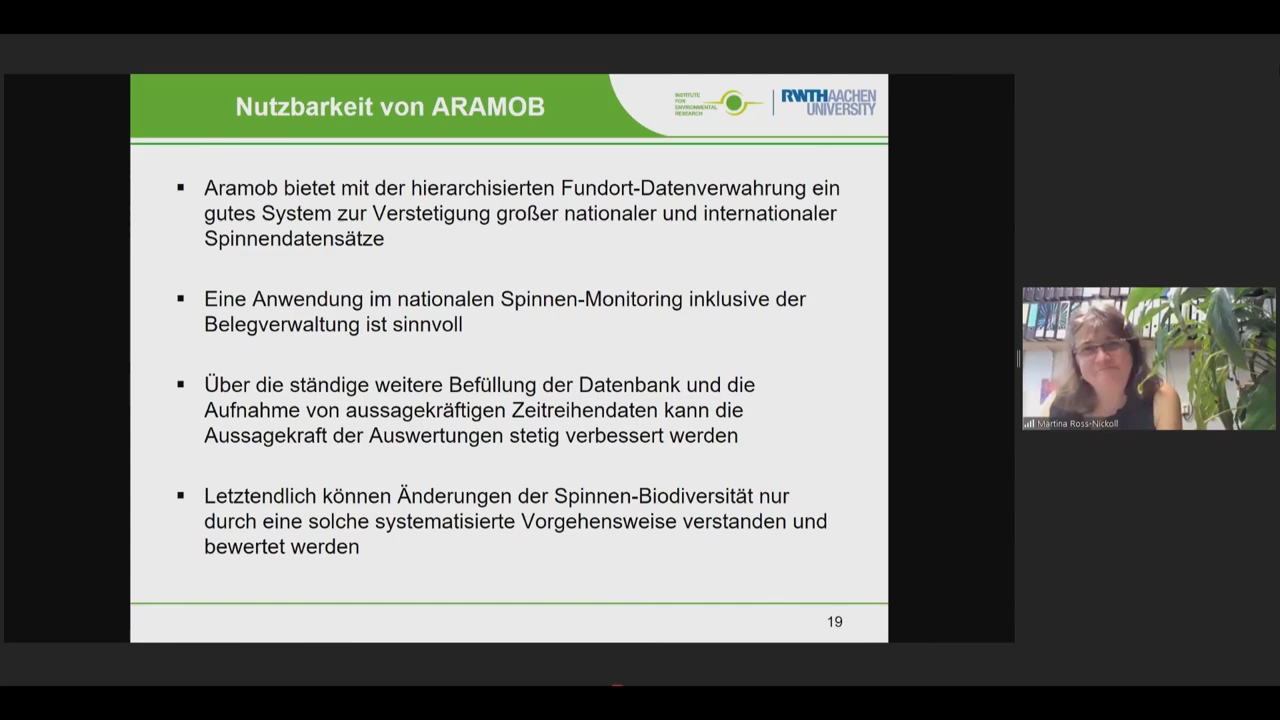 Nutzbarkeit von ARAMOB
INSTITUTE
FOR
ENVIRONMENTAL
RESEARCH
RWTHAACHEN
UNIVERSITY
▪ Aramob bietet mit der hierarchisierten Fundort-Datenverwahrung ein
gutes System zur Verstetigung großer nationaler und internationaler
Spinnendatensätze
▪ Eine Anwendung im nationalen Spinnen-Monitoring inklusive der
Belegverwaltung ist sinnvoll
▪ Über die ständige weitere Befüllung der Datenbank und die
Aufnahme von aussagekräftigen Zeitreihendaten kann die
Aussagekraft der Auswertungen stetig verbessert werden
▪ Letztendlich können Änderungen der Spinnen-Biodiversität nur
durch eine solche systematisierte Vorgehensweise verstanden und
bewertet werden
19
Martina Ross-Nickoll